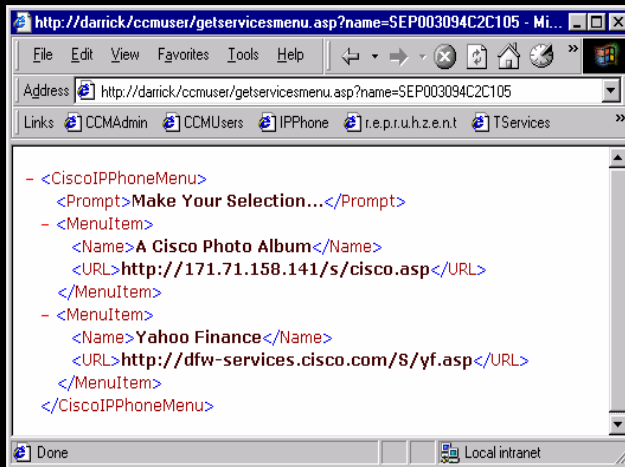 http://darrick/ccmuser/getservicesmenu.asp?name=SEP003094C2C105 - Mi...
File Edit View Favorites Tools Help »
Address http://darrick/ccmuser/getservicesmenu.asp?name=SEP003094C2C105
Links CCMAdmin CCMUsers IPPhone r.e.p.r.u.h.z.e.n.t TServices »
- <CiscoIPPhoneMenu>
<Prompt>Make Your Selection...</Prompt>
- <MenuItem>
<Name>A Cisco Photo Album</Name>
<URL>http://171.71.158.141/s/cisco.asp</URL>
</MenuItem>
- <MenuItem>
<Name>Yahoo Finance</Name>
<URL>http://dfw-services.cisco.com/S/yf.asp</URL>
</MenuItem>
</CiscoIPPhoneMenu>
Done Local intranet